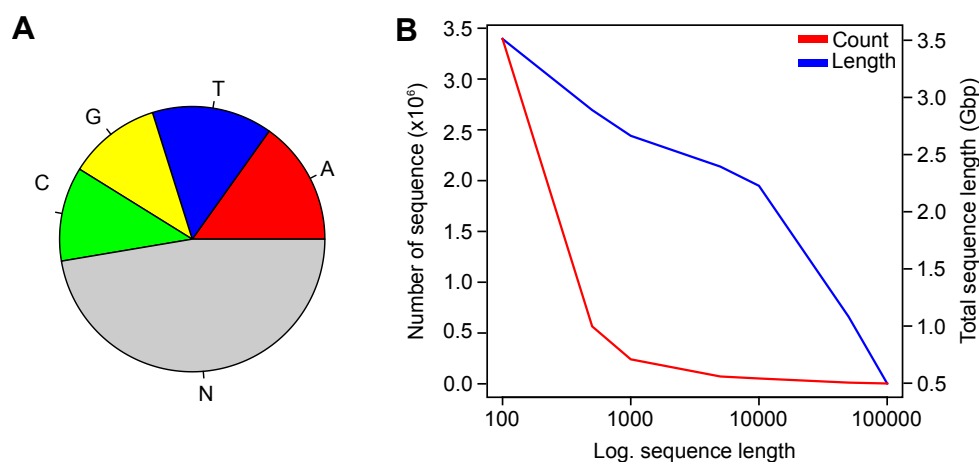 A
T
G
A
C
N
B
Count
Length
3.5
3.0
2.5
2.0
1.5
1.0
0.5
0.0
Number of sequence (x10⁶)
3.5
3.0
2.5
2.0
1.5
1.0
0.5
Total sequence length (Gbp)
100
1000
10000
100000
Log. sequence length